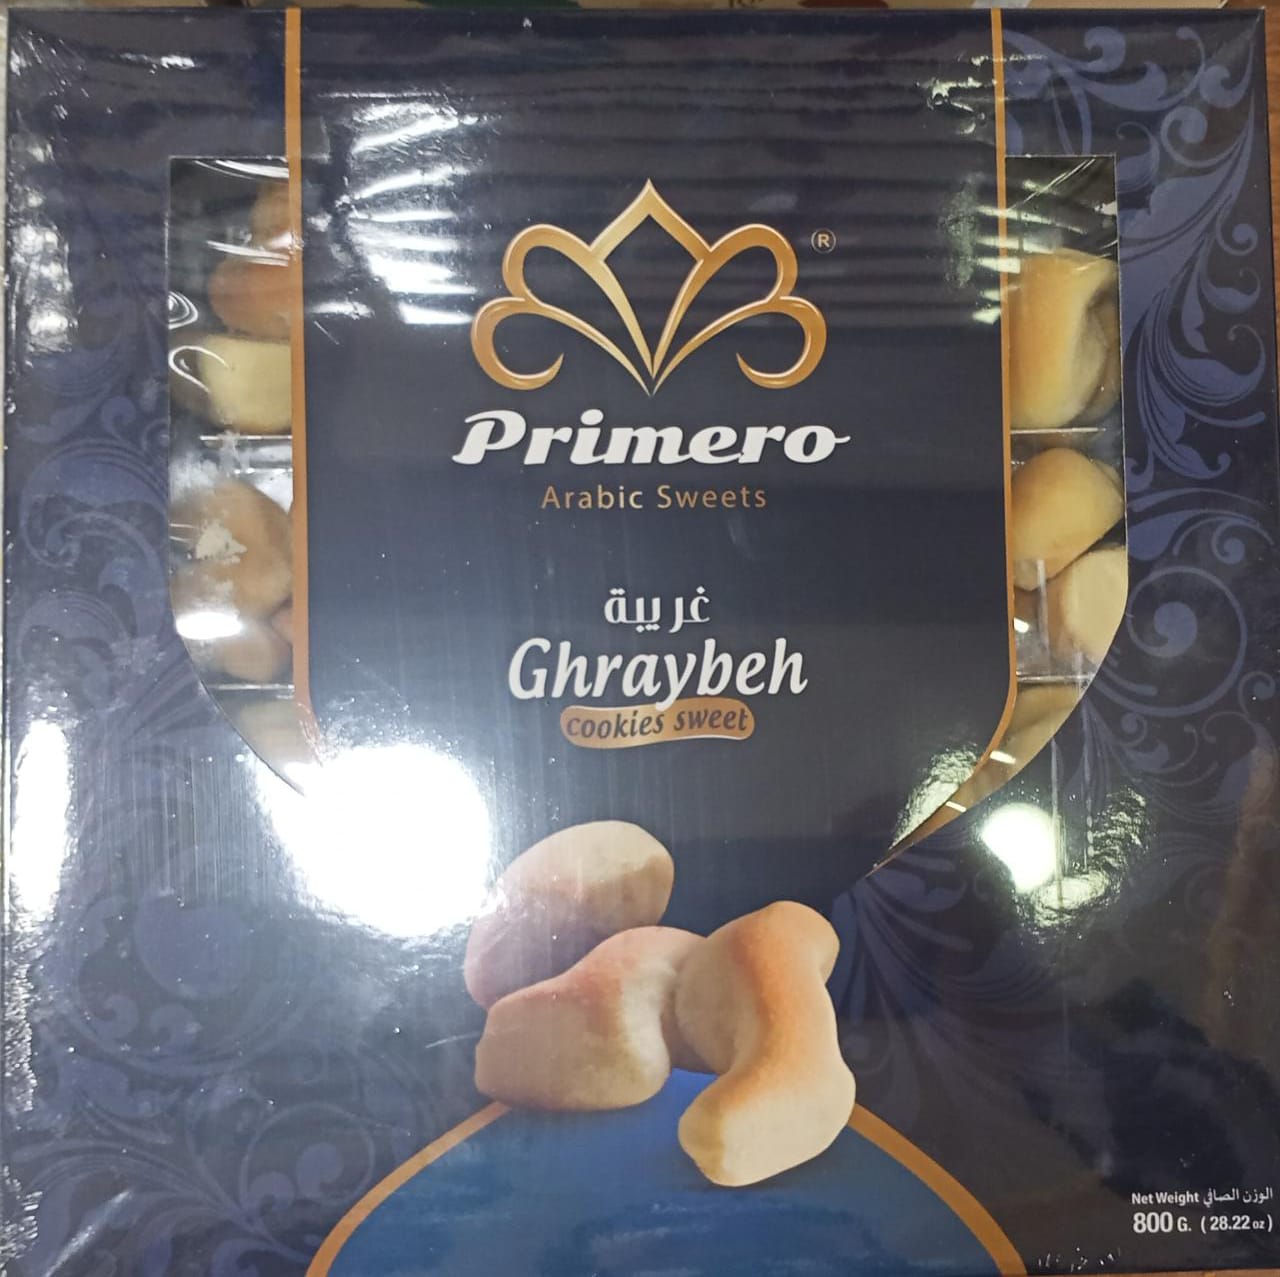 ®
Primero
Arabic Sweets
غريبة
Ghraybeh
cookies sweet
Net Weight الوزن الصافي
800 G. (28.22 oz)